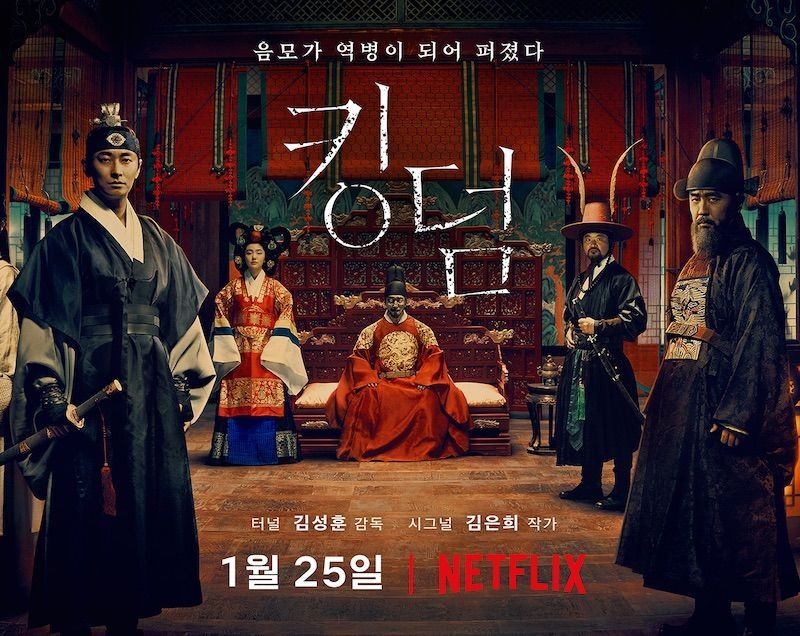 음모가 역병이 되어 퍼졌다
킹덤
터널 김성훈 감독 시그널 김은희 작가
1월 25일 | NETFLIX